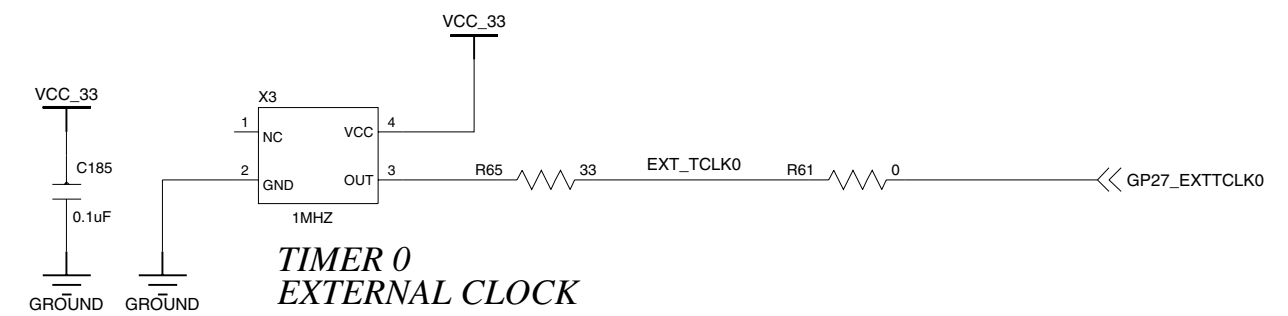 VCC_33
VCC_33
X3
1 NC VCC 4
C185
2 GND OUT 3 R65 33 EXT_TCLK0 R61 0 GP27_EXTTCLK0
0.1uF
1MHZ
TIMER 0
EXTERNAL CLOCK
GROUND GROUND